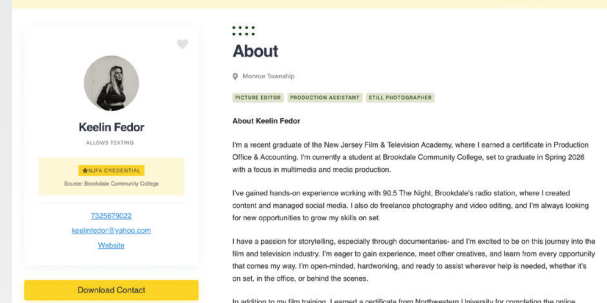 Keelin Fedor
ALLOWS TEXTING
NJFA CREDENTIAL
Source: Brookdale Community College
7325679022
keelinfedor@yahoo.com
Website
Download Contact
About
Monroe Township
PICTURE EDITOR PRODUCTION ASSISTANT STILL PHOTOGRAPHER
About Keelin Fedor
I'm a recent graduate of the New Jersey Film & Television Academy, where I earned a certificate in Production
Office & Accounting. I'm currently a student at Brookdale Community College, set to graduate in Spring 2026
with a focus in multimedia and media production.
I've gained hands-on experience working with 90.5 The Night, Brookdale's radio station, where I created
content and managed social media. I also do freelance photography and video editing, and I'm always looking
for new opportunities to grow my skills on set.
I have a passion for storytelling, especially through documentaries- and I'm excited to be on this journey into the
film and television industry. I'm eager to gain experience, meet other creatives, and learn from every opportunity
that comes my way. I'm open-minded, hardworking, and ready to assist wherever help is needed, whether it's
on set, in the office, or behind the scenes.
In addition to my film training, I earned a certificate from Northwestern University for completing the online